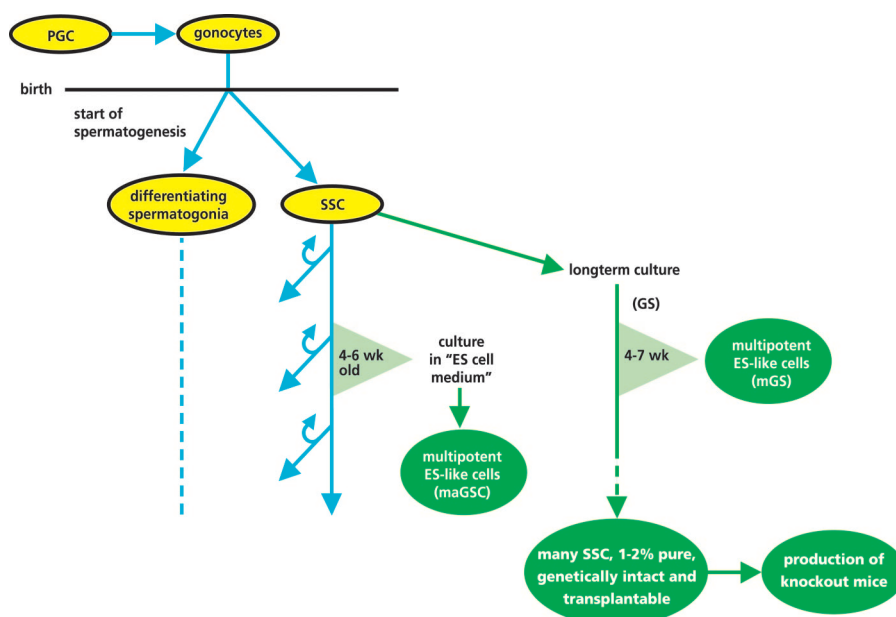 PGC
gonocytes
birth
start of
spermatogenesis
differentiating
spermatogonia
SSC
longterm culture
(GS)
4-6 wk
old
culture
in "ES cell
medium"
4-7 wk
multipotent
ES-like cells
(mGS)
multipotent
ES-like cells
(maGSC)
many SSC, 1-2% pure,
genetically intact and
transplantable
production of
knockout mice